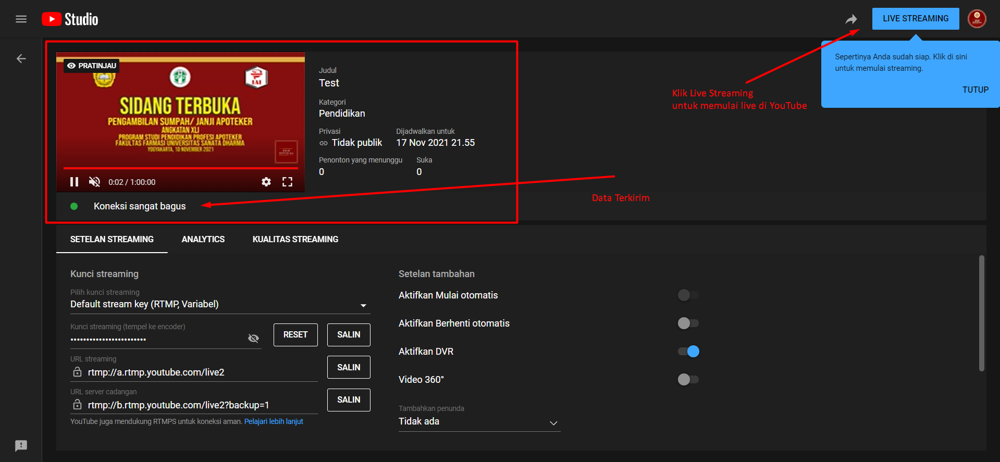 Studio
LIVE STREAMING
Sepertinya Anda sudah siap. Klik di sini
untuk memulai streaming.
TUTUP
Klik Live Streaming
untuk memulai live di YouTube
PRATINJAU
IAI
SIDANG TERBUKA
PENGAMBILAN SUMPAH/ JANJI APOTEKER
ANGKATAN XLI
PROGRAM STUDI PENDIDIKAN PROFESI APOTEKER
FAKULTAS FARMASI UNIVERSITAS SANATA DHARMA
YOGYAKARTA, 10 NOVEMBER 2021
OFFICIAL
0:02 / 1:00:00
Judul
Test
Kategori
Pendidikan
Privasi
Tidak publik
Dijadwalkan untuk
17 Nov 2021 21.55
Penonton yang menunggu
0
Suka
0
Koneksi sangat bagus
Data Terkirim
SETELAN STREAMING
ANALYTICS
KUALITAS STREAMING
Kunci streaming
Pilih kunci streaming
Default stream key (RTMP, Variabel)
Kunci streaming (tempel ke encoder)
••••••••••••••••••••••••
RESET
SALIN
URL streaming
rtmp://a.rtmp.youtube.com/live2
SALIN
URL server cadangan
rtmp://b.rtmp.youtube.com/live2?backup=1
SALIN
YouTube juga mendukung RTMPS untuk koneksi aman. Pelajari lebih lanjut
Setelan tambahan
Aktifkan Mulai otomatis
Aktifkan Berhenti otomatis
Aktifkan DVR
Video 360°
Tambahkan penunda
Tidak ada